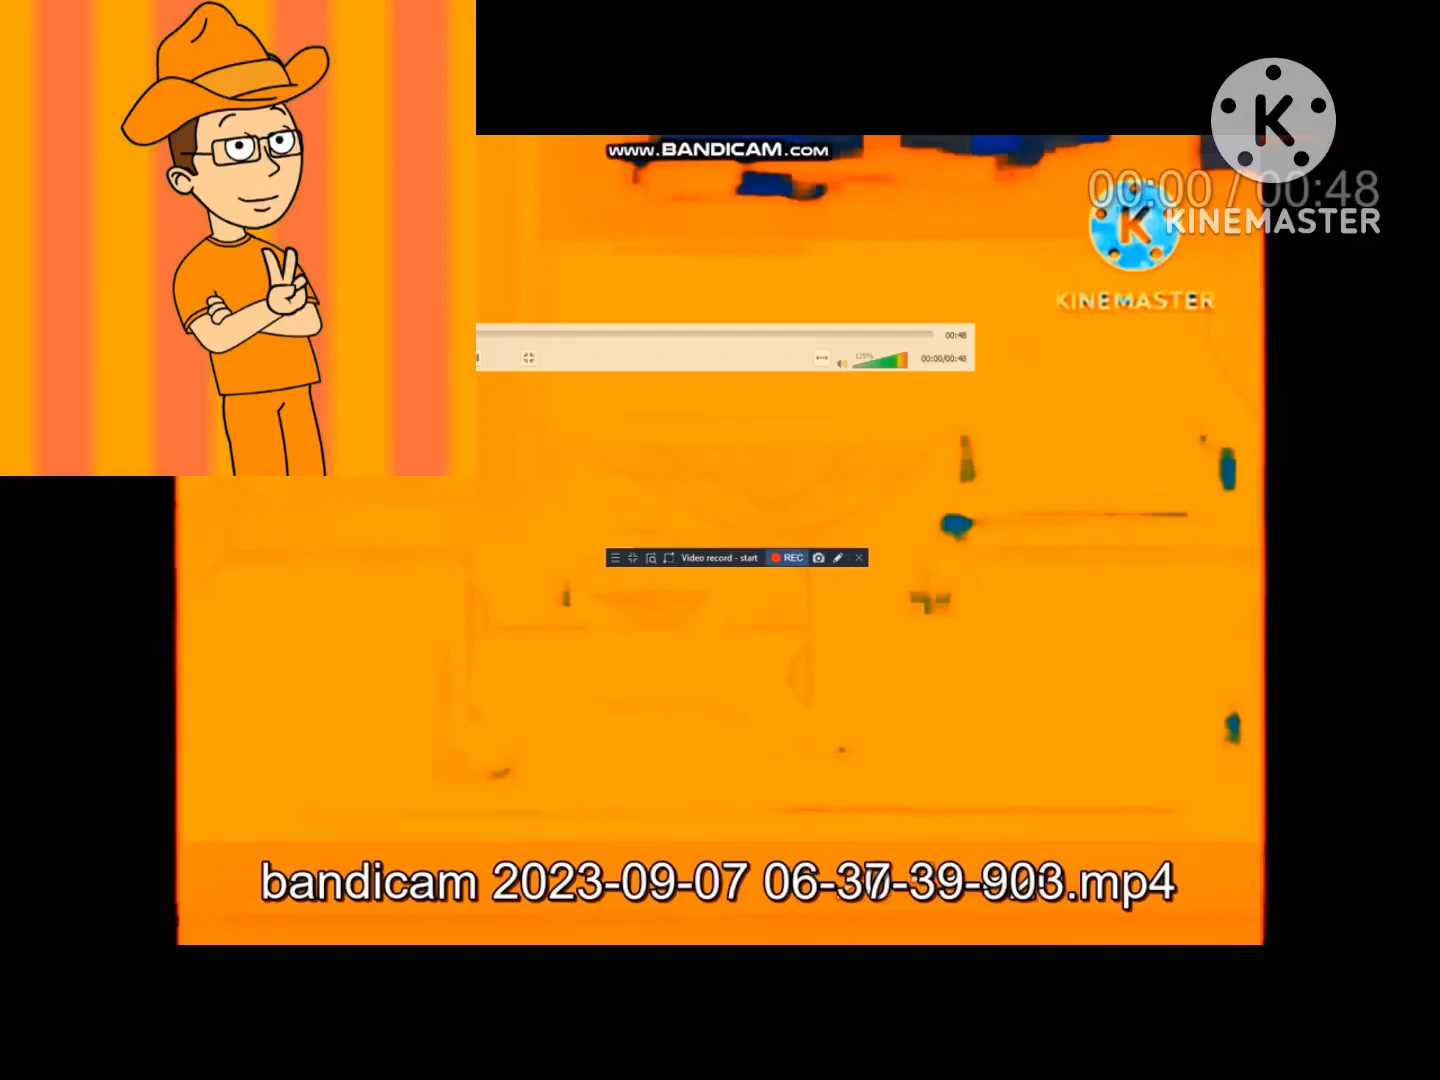 www.BANDICAM.COM
00:00 / 00:48
KINEMASTER
KINEMASTER
00:48
125%
00:00/00:48
Video record - start
REC
bandicam 2023-09-07 06-37-39-903.mp4